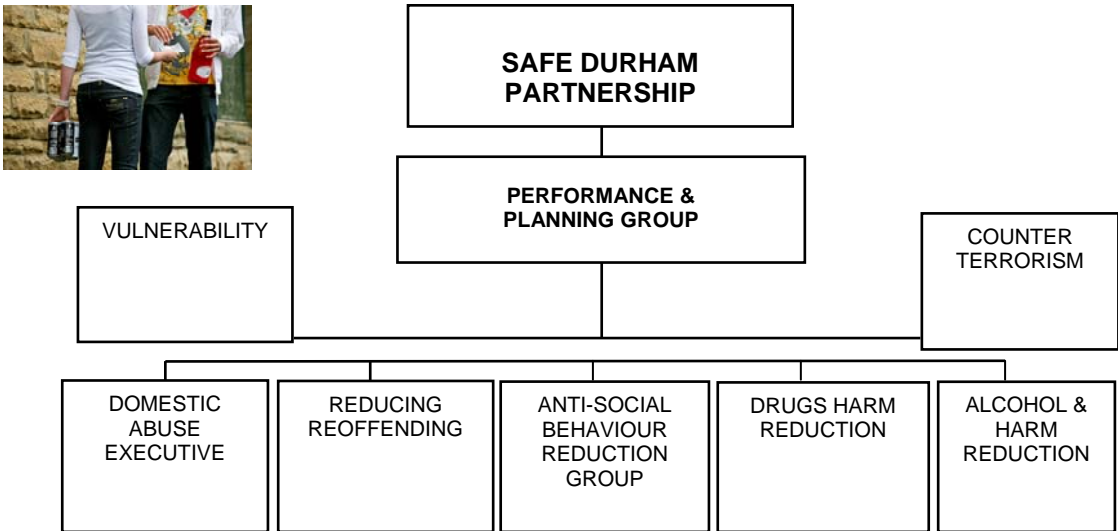 SAFE DURHAM
PARTNERSHIP
PERFORMANCE &
PLANNING GROUP
VULNERABILITY
COUNTER
TERRORISM
DOMESTIC
ABUSE
EXECUTIVE
REDUCING
REOFFENDING
ANTI-SOCIAL
BEHAVIOUR
REDUCTION
GROUP
DRUGS HARM
REDUCTION
ALCOHOL &
HARM
REDUCTION